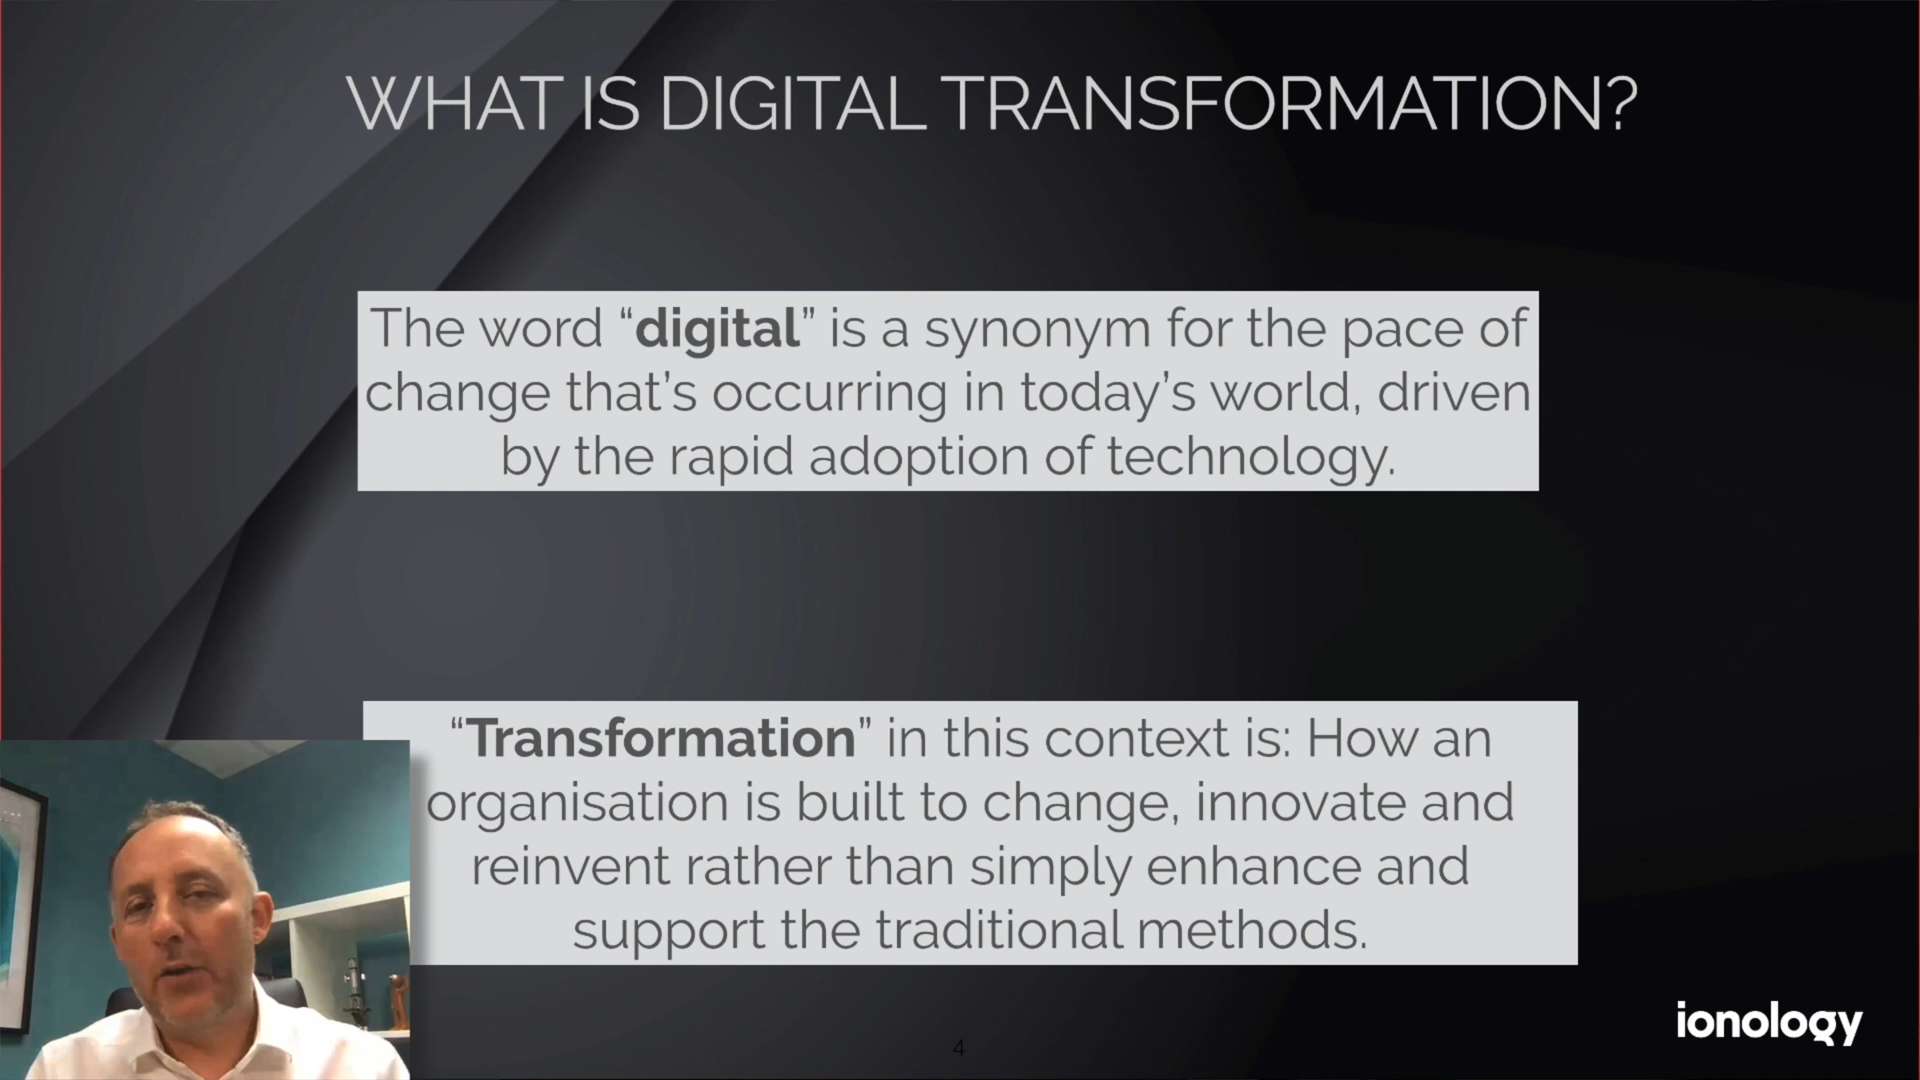 WHAT IS DIGITAL TRANSFORMATION?
The word “digital” is a synonym for the pace of
change that’s occurring in today’s world, driven
by the rapid adoption of technology.
“Transformation” in this context is: How an
organisation is built to change, innovate and
reinvent rather than simply enhance and
support the traditional methods.
ionology
4